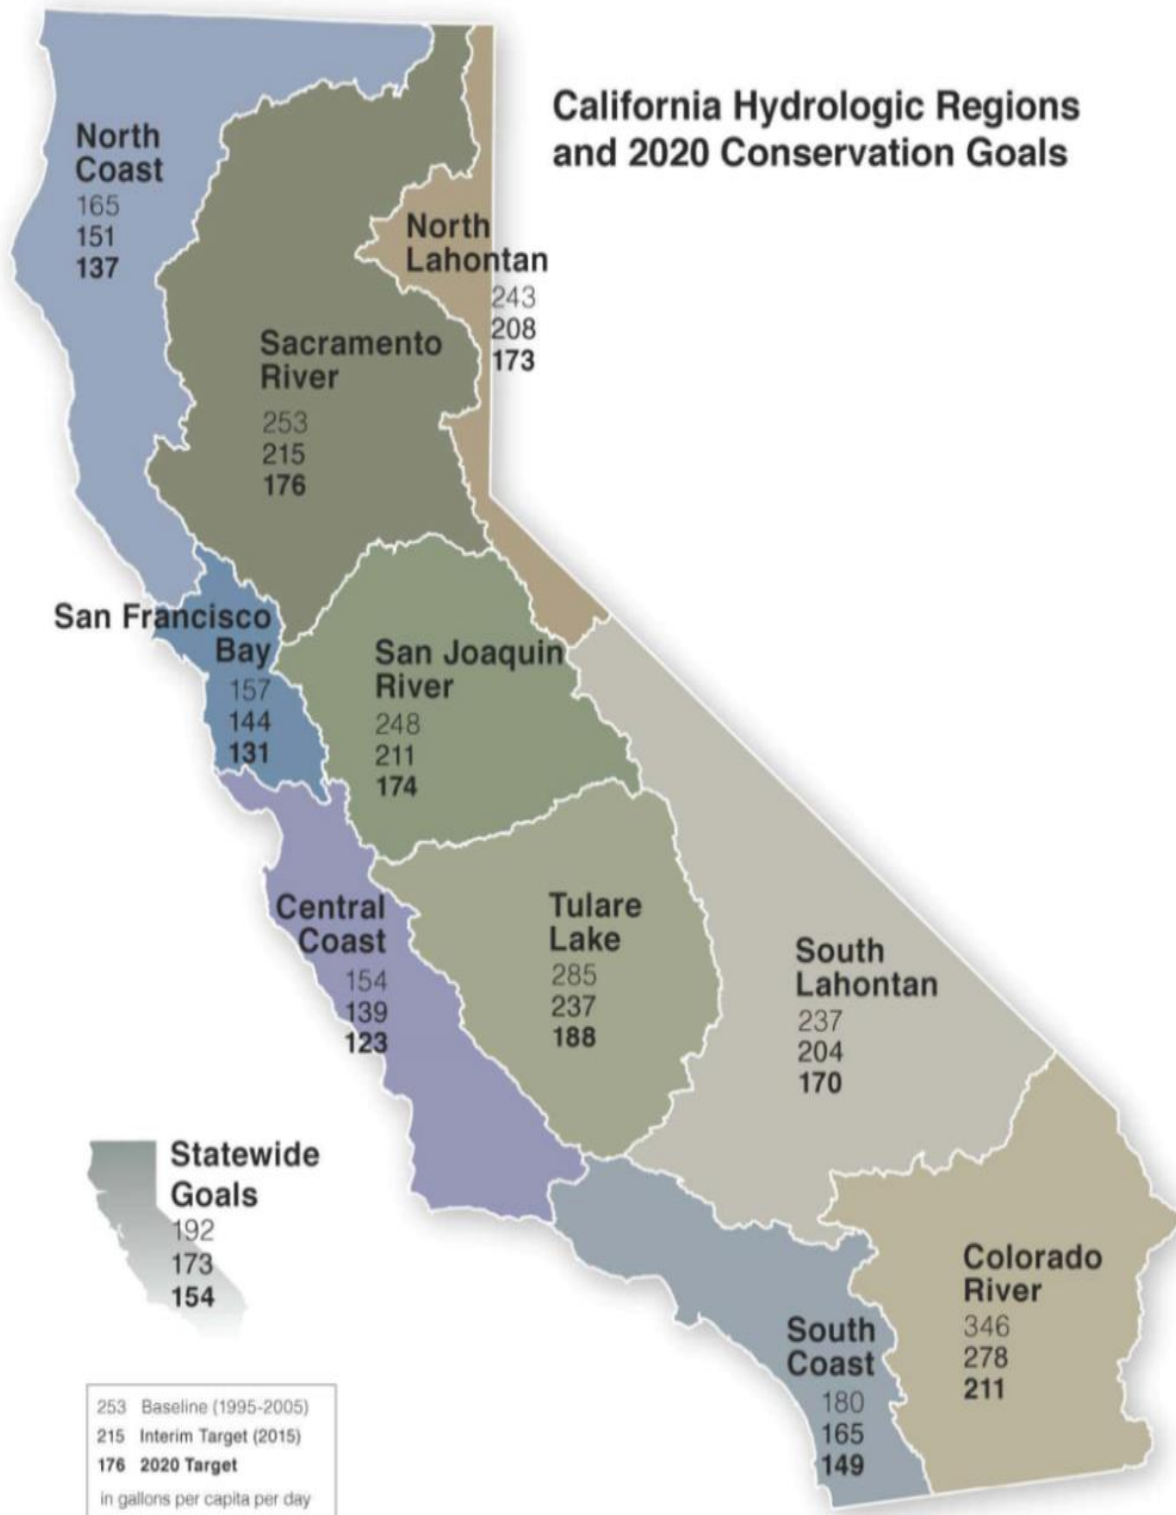 California Hydrologic Regions
and 2020 Conservation Goals
North
Coast
165
151
137
North
Lahontan
243
208
173
Sacramento
River
253
215
176
San Francisco
Bay
157
144
131
San Joaquin
River
248
211
174
Central
Coast
154
139
123
Tulare
Lake
285
237
188
South
Lahontan
237
204
170
Statewide
Goals
192
173
154
Colorado
River
346
278
211
South
Coast
180
165
149
253 Baseline (1995-2005)
215 Interim Target (2015)
176 2020 Target
in gallons per capita per day